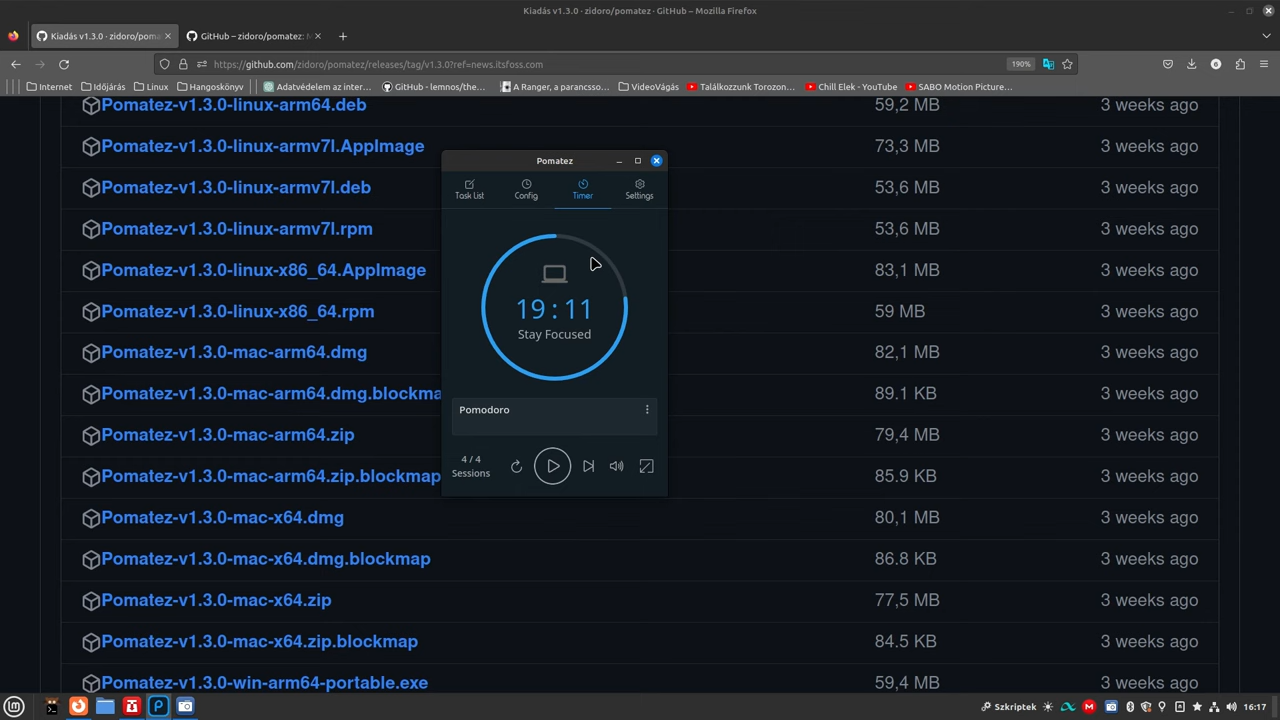 Kiadás v1.3.0 · zidoro/pomatez · GitHub – Mozilla Firefox
Kiadás v1.3.0 · zidoro/poma
GitHub – zidoro/pomatez: M
https://github.com/zidoro/pomatez/releases/tag/v1.3.0?ref=news.itsfoss.com
190%
Internet
Időjárás
Linux
Hangoskönyv
Adatvédelem az inter…
GitHub - lemnos/the…
A Ranger, a parancsso…
VideoVágás
Találkozzunk Torozon…
Chill Elek - YouTube
SABO Motion Picture…
Pomatez-v1.3.0-linux-arm64.deb 59,2 MB 3 weeks ago
Pomatez-v1.3.0-linux-armv7l.AppImage 73,3 MB 3 weeks ago
Pomatez-v1.3.0-linux-armv7l.deb 53,6 MB 3 weeks ago
Pomatez-v1.3.0-linux-armv7l.rpm 53,6 MB 3 weeks ago
Pomatez-v1.3.0-linux-x86_64.AppImage 83,1 MB 3 weeks ago
Pomatez-v1.3.0-linux-x86_64.rpm 59 MB 3 weeks ago
Pomatez-v1.3.0-mac-arm64.dmg 82,1 MB 3 weeks ago
Pomatez-v1.3.0-mac-arm64.dmg.blockma 89.1 KB 3 weeks ago
Pomatez-v1.3.0-mac-arm64.zip 79,4 MB 3 weeks ago
Pomatez-v1.3.0-mac-arm64.zip.blockmap 85.9 KB 3 weeks ago
Pomatez-v1.3.0-mac-x64.dmg 80,1 MB 3 weeks ago
Pomatez-v1.3.0-mac-x64.dmg.blockmap 86.8 KB 3 weeks ago
Pomatez-v1.3.0-mac-x64.zip 77,5 MB 3 weeks ago
Pomatez-v1.3.0-mac-x64.zip.blockmap 84.5 KB 3 weeks ago
Pomatez-v1.3.0-win-arm64-portable.exe 59,4 MB 3 weeks ago
Pomatez
Task List
Config
Timer
Settings
19 : 11
Stay Focused
Pomodoro
4 / 4
Sessions
Szkriptek
16:17